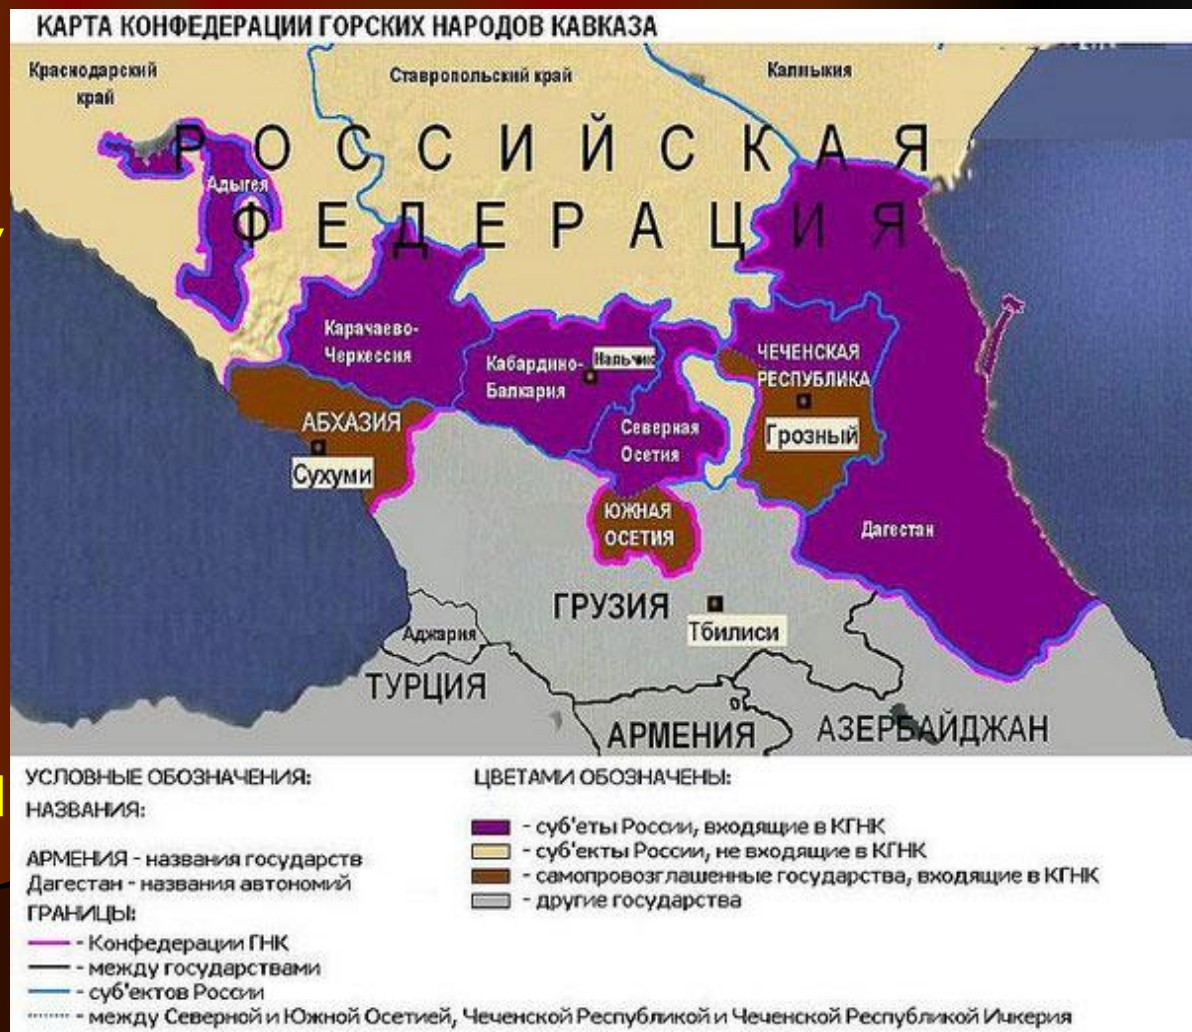 КАРТА КОНФЕДЕРАЦИИ ГОРСКИХ НАРОДОВ КАВКАЗА
Краснодарский
край
Ставропольский край
Калмыкия
РОССИЙСКАЯ
ФЕДЕРАЦИЯ
Адыгея
Карачаево-
Черкессия
Кабардино-
Балкария
Нальчик
ЧЕЧЕНСКАЯ
РЕСПУБЛИКА
Грозный
АБХАЗИЯ
Сухуми
Северная
Осетия
ЮЖНАЯ
ОСЕТИЯ
Дагестан
ГРУЗИЯ
Тбилиси
Аджария
ТУРЦИЯ
АРМЕНИЯ
АЗЕРБАЙДЖАН
УСЛОВНЫЕ ОБОЗНАЧЕНИЯ:
НАЗВАНИЯ:
АРМЕНИЯ - названия государств
Дагестан - названия автономий
ГРАНИЦЫ:
- Конфедерации ГНК
- между государствами
- суб'ектов России
- между Северной и Южной Осетией, Чеченской Республикой и Чеченской Республикой Ичкерия
ЦВЕТАМИ ОБОЗНАЧЕНЫ:
- суб'еты России, входящие в КГНК
- суб'екты России, не входящие в КГНК
- самопровозглашенные государства, входящие в КГНК
- другие государства